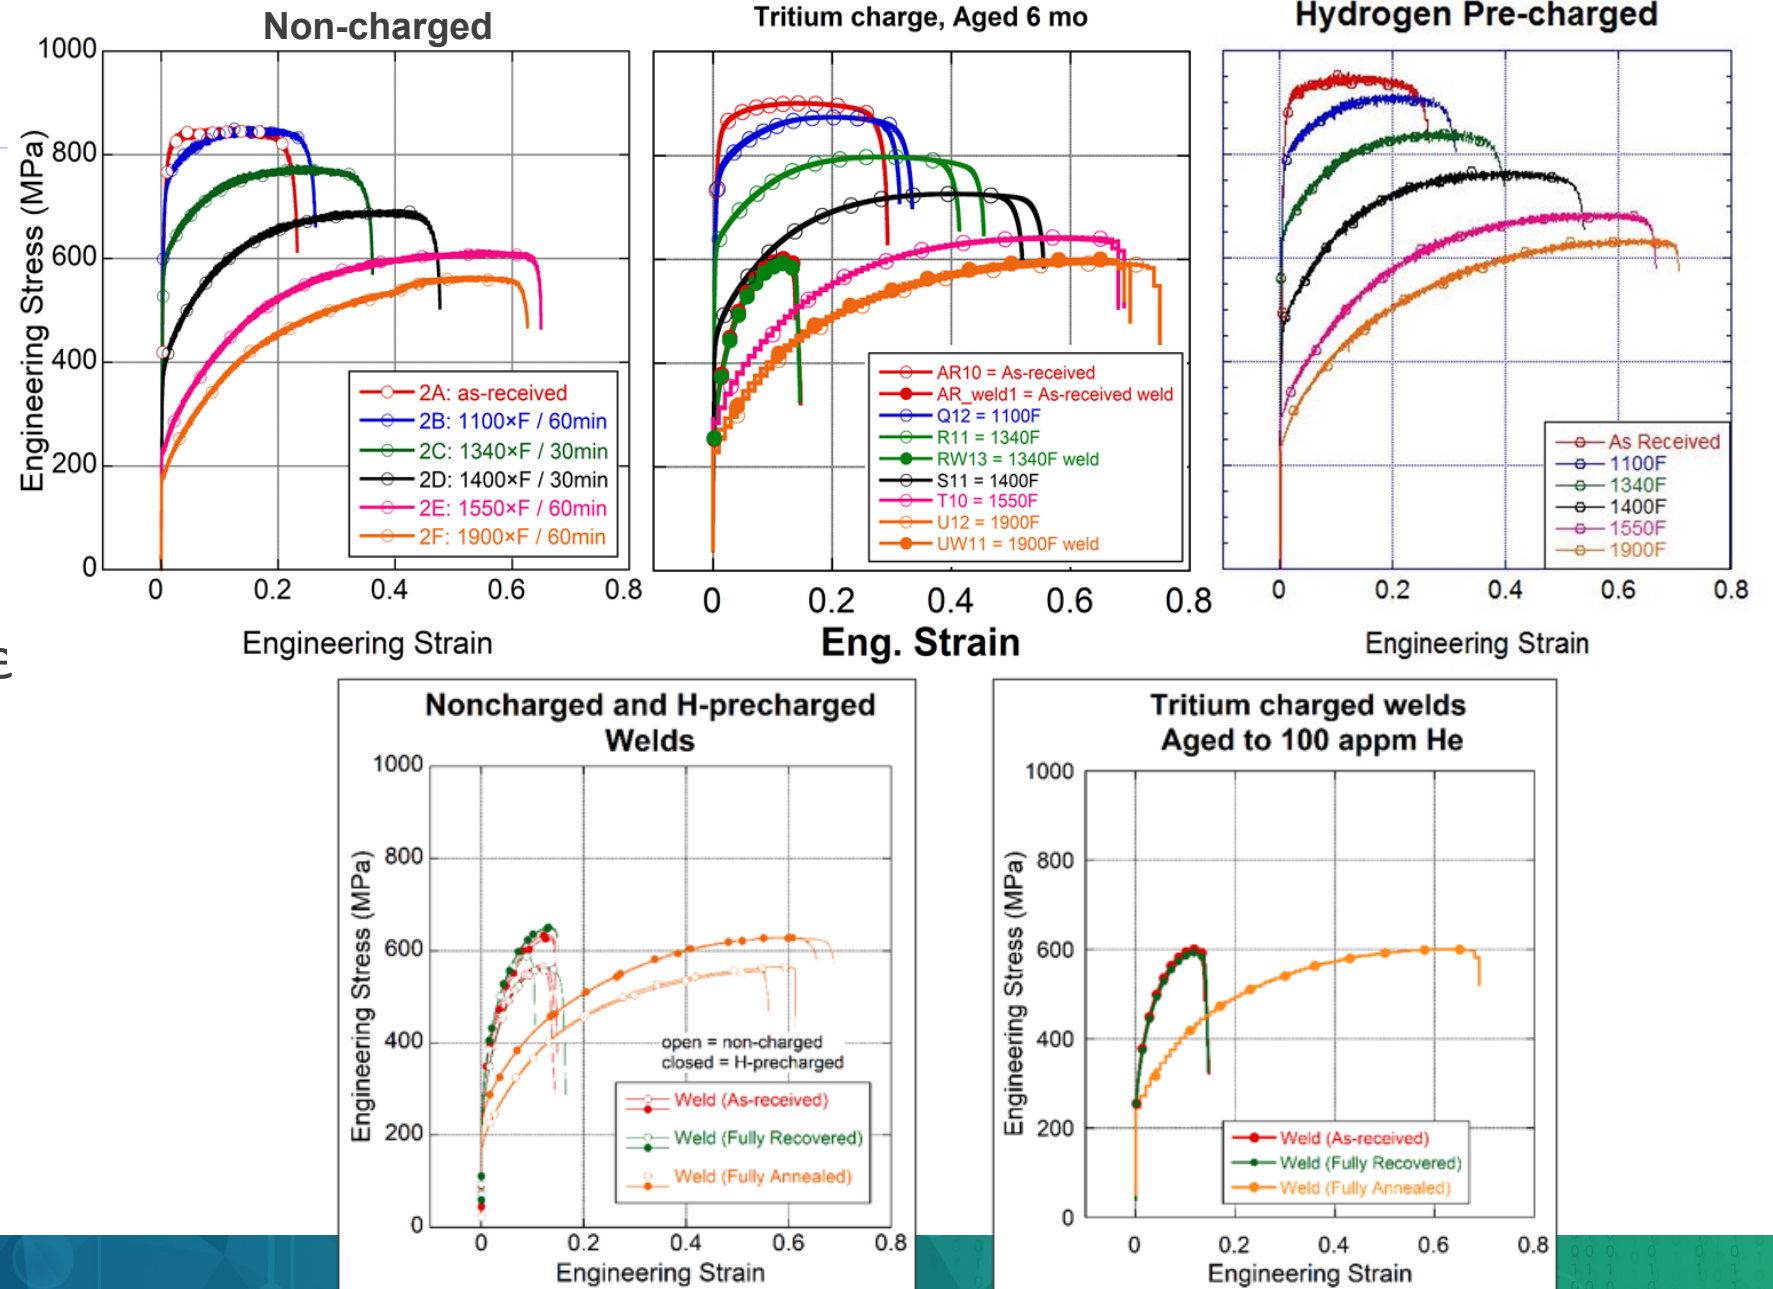 Non-charged
1000
800
600
400
200
0
Engineering Stress (MPa)
2A: as-received
2B: 1100×F / 60min
2C: 1340×F / 30min
2D: 1400×F / 30min
2E: 1550×F / 60min
2F: 1900×F / 60min
0 0.2 0.4 0.6 0.8
Engineering Strain
Tritium charge, Aged 6 mo
AR10 = As-received
AR_weld1 = As-received weld
Q12 = 1100F
R11 = 1340F
RW13 = 1340F weld
S11 = 1400F
T10 = 1550F
U12 = 1900F
UW11 = 1900F weld
0 0.2 0.4 0.6 0.8
Eng. Strain
Hydrogen Pre-charged
As Received
1100F
1340F
1400F
1550F
1900F
0 0.2 0.4 0.6 0.8
Engineering Strain
Noncharged and H-precharged
Welds
1000
800
600
400
200
0
Engineering Stress (MPa)
open = non-charged
closed = H-precharged
Weld (As-received)
Weld (Fully Recovered)
Weld (Fully Annealed)
0 0.2 0.4 0.6 0.8
Engineering Strain
Tritium charged welds
Aged to 100 appm He
1000
800
600
400
200
0
Engineering Stress (MPa)
Weld (As-received)
Weld (Fully Recovered)
Weld (Fully Annealed)
0 0.2 0.4 0.6 0.8
Engineering Strain